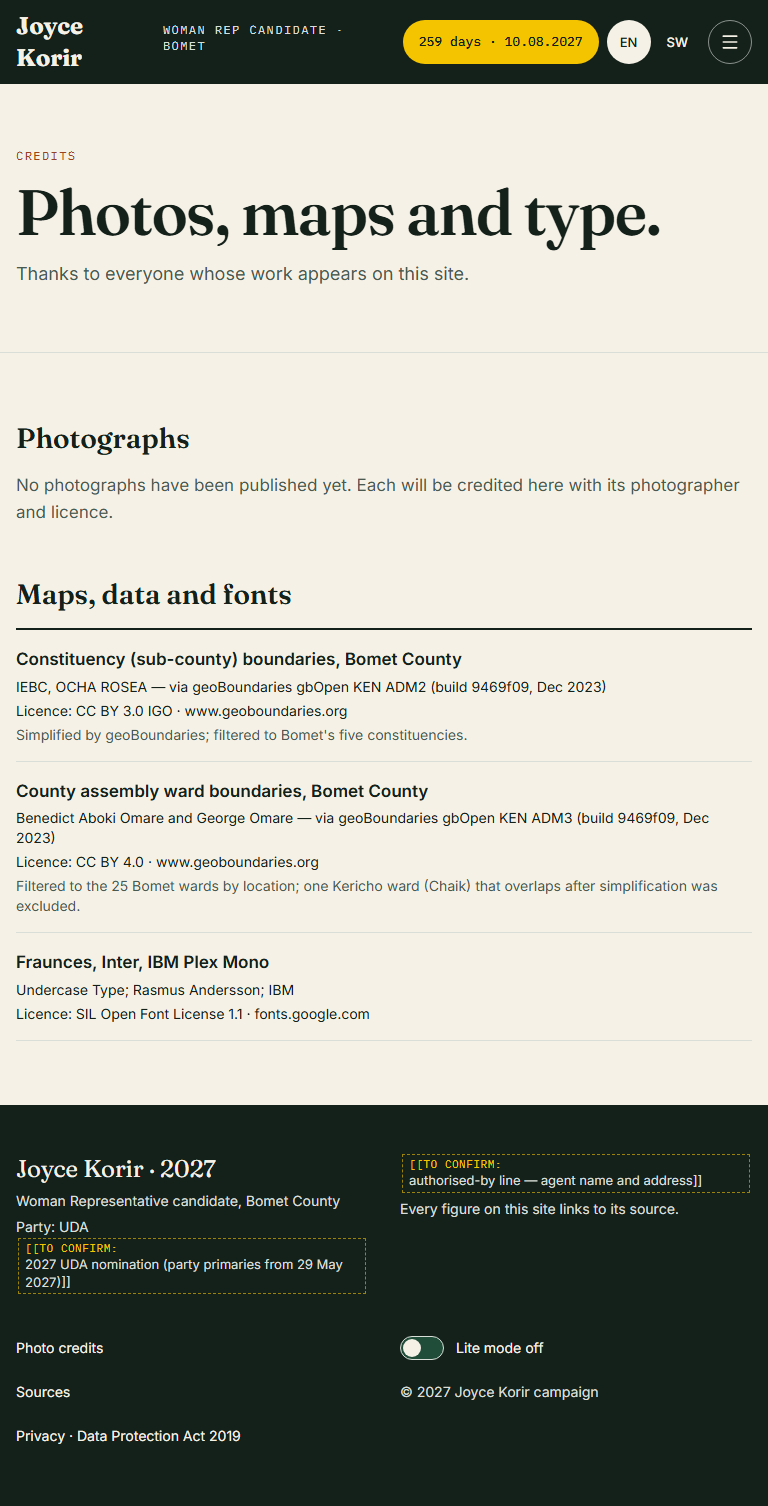 Joyce
Korir
WOMAN REP CANDIDATE ·
BOMET
259 days · 10.08.2027
EN
SW
CREDITS
Photos, maps and type.
Thanks to everyone whose work appears on this site.
Photographs
No photographs have been published yet. Each will be credited here with its photographer
and licence.
Maps, data and fonts
Constituency (sub-county) boundaries, Bomet County
IEBC, OCHA ROSEA — via geoBoundaries gbOpen KEN ADM2 (build 9469f09, Dec 2023)
Licence: CC BY 3.0 IGO · www.geoboundaries.org
Simplified by geoBoundaries; filtered to Bomet's five constituencies.
County assembly ward boundaries, Bomet County
Benedict Aboki Omare and George Omare — via geoBoundaries gbOpen KEN ADM3 (build 9469f09, Dec
2023)
Licence: CC BY 4.0 · www.geoboundaries.org
Filtered to the 25 Bomet wards by location; one Kericho ward (Chaik) that overlaps after simplification was
excluded.
Fraunces, Inter, IBM Plex Mono
Undercase Type; Rasmus Andersson; IBM
Licence: SIL Open Font License 1.1 · fonts.google.com
Joyce Korir · 2027
Woman Representative candidate, Bomet County
Party: UDA
[[TO CONFIRM:
2027 UDA nomination (party primaries from 29 May
2027)]]
[[TO CONFIRM:
authorised-by line — agent name and address]]
Every figure on this site links to its source.
Photo credits
Sources
Privacy · Data Protection Act 2019
Lite mode off
© 2027 Joyce Korir campaign